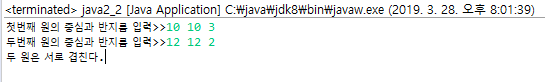 <terminated> java2_2 [Java Application] C:₩java₩jdk8₩bin₩javaw.exe (2019. 3. 28. 오후 8:01:39)
첫번째 원의 중심과 반지름 입력>>10 10 3
두번째 원의 중심과 반지름 입력>>12 12 2
두 원은 서로 겹친다.